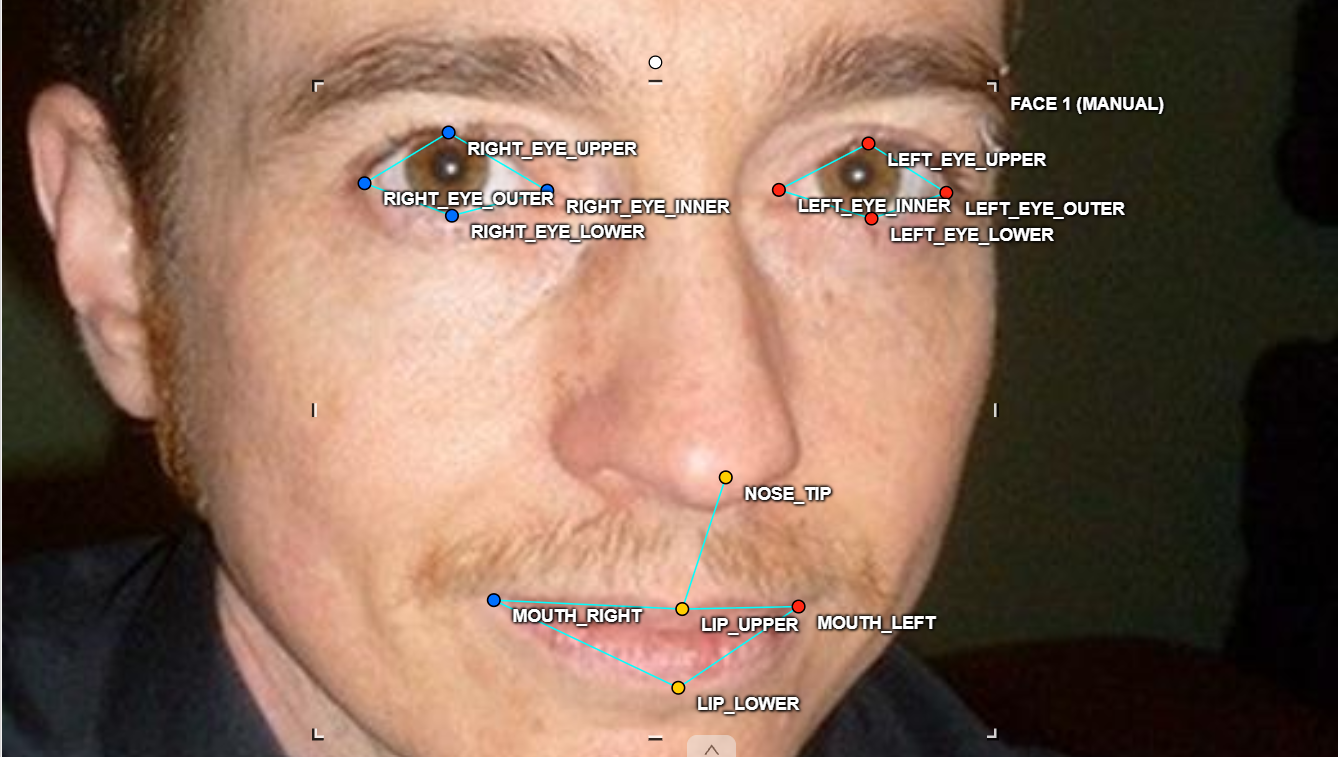 FACE 1 (MANUAL)
RIGHT_EYE_UPPER
LEFT_EYE_UPPER
RIGHT_EYE_OUTER
RIGHT_EYE_INNER
LEFT_EYE_INNER
LEFT_EYE_OUTER
RIGHT_EYE_LOWER
LEFT_EYE_LOWER
NOSE_TIP
MOUTH_RIGHT
LIP_UPPER
MOUTH_LEFT
LIP_LOWER